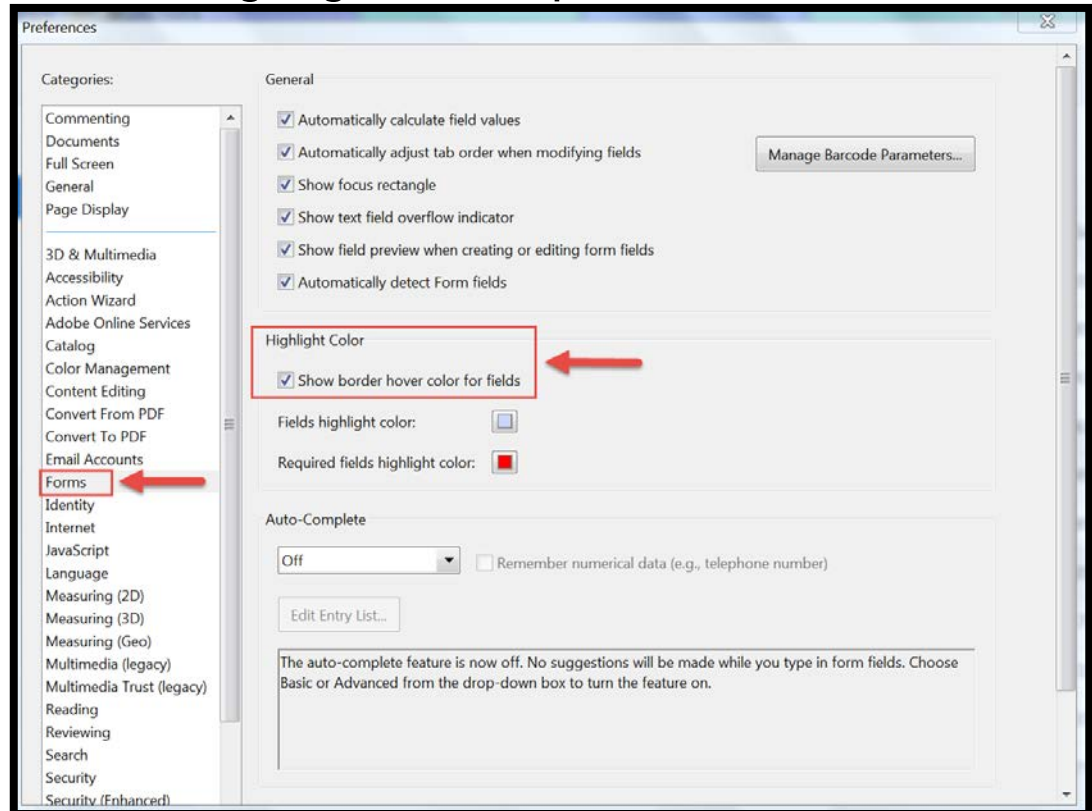 Preferences
Categories:
Commenting
Documents
Full Screen
General
Page Display
3D & Multimedia
Accessibility
Action Wizard
Adobe Online Services
Catalog
Color Management
Content Editing
Convert From PDF
Convert To PDF
Email Accounts
Forms
Identity
Internet
JavaScript
Language
Measuring (2D)
Measuring (3D)
Measuring (Geo)
Multimedia (legacy)
Multimedia Trust (legacy)
Reading
Reviewing
Search
Security
Security (Enhanced)
General
Automatically calculate field values
Automatically adjust tab order when modifying fields
Manage Barcode Parameters...
Show focus rectangle
Show text field overflow indicator
Show field preview when creating or editing form fields
Automatically detect Form fields
Highlight Color
Show border hover color for fields
Fields highlight color:
Required fields highlight color:
Auto-Complete
Off
Remember numerical data (e.g., telephone number)
Edit Entry List...
The auto-complete feature is now off. No suggestions will be made while you type in form fields. Choose
Basic or Advanced from the drop-down box to turn the feature on.